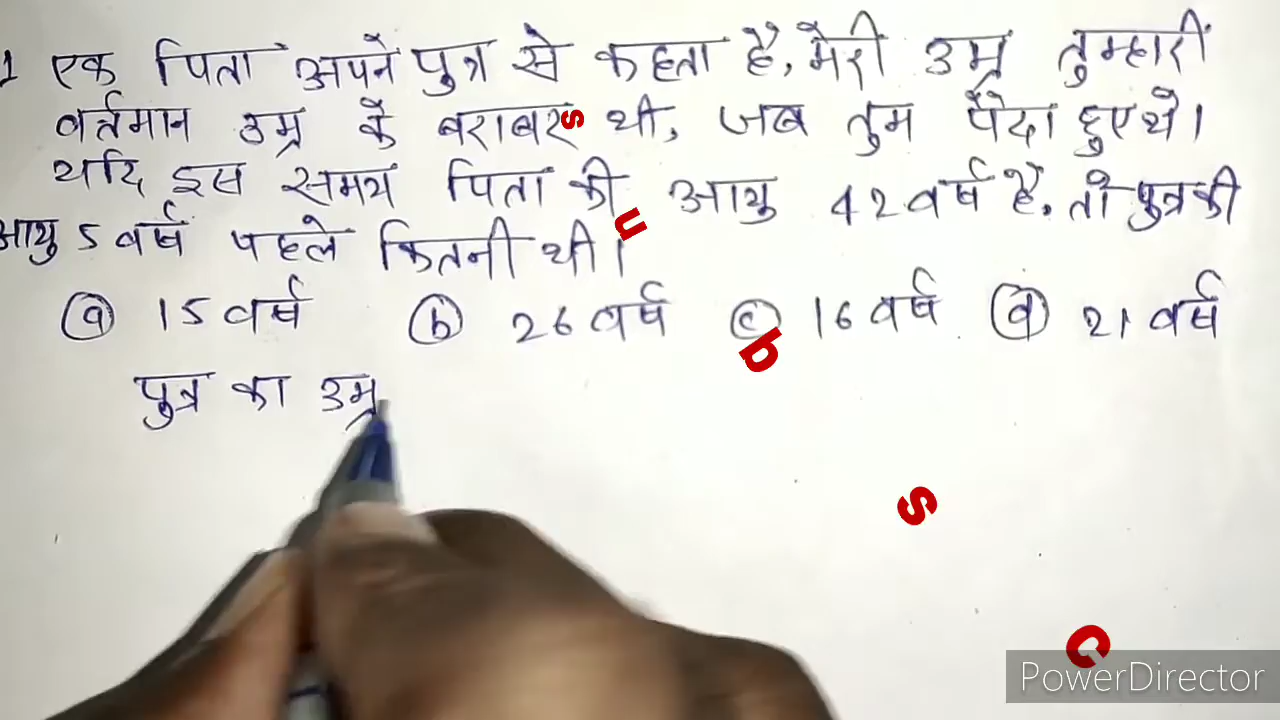 1 एक पिता अपने पुत्र से कहता है, मेरी उम्र तुम्हारी
वर्तमान उम्र के बराबर थी, जब तुम पैदा हुए थे।
यदि इस समय पिता की आयु 42 वर्ष है, तो पुत्र की
आयु 5 वर्ष पहले कितनी थी।
(a) 15 वर्ष (b) 26 वर्ष (c) 16 वर्ष (d) 21 वर्ष
पुत्र का उम्र
s
u
b
s
c
PowerDirector